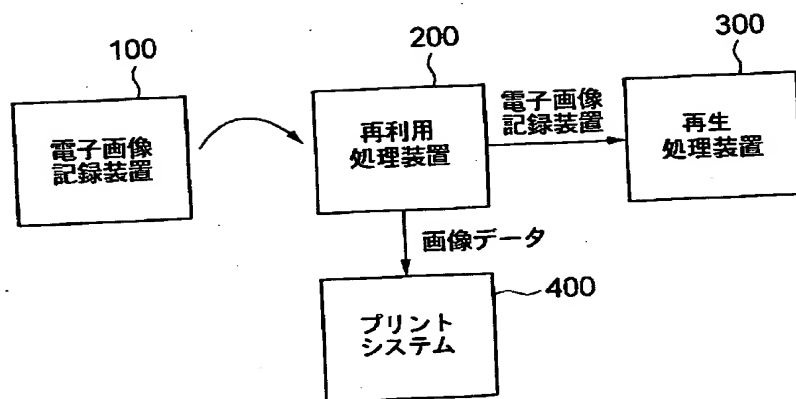 100
電子画像
記録装置
200
再利用
処理装置
電子画像
記録装置
300
再生
処理装置
画像データ
400
プリント
システム